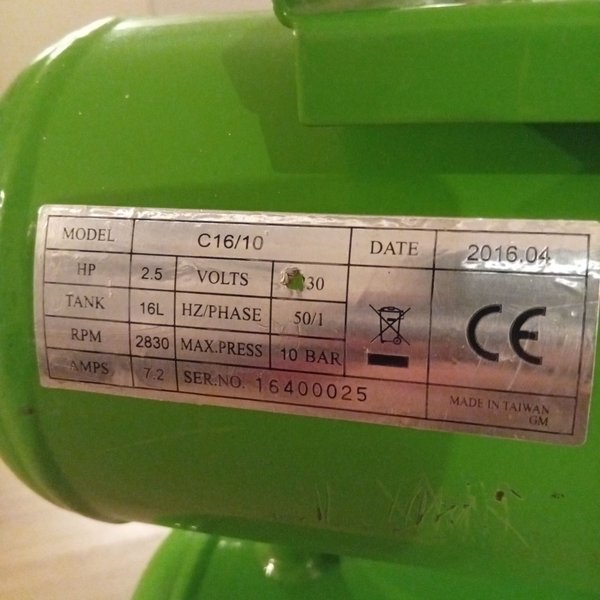 MODEL C16/10 DATE 2016.04
HP 2.5 VOLTS 30
TANK 16L HZ/PHASE 50/1
RPM 2830 MAX.PRESS 10 BAR
AMPS 7.2 SER.NO. 16400025
CE
MADE IN TAIWAN
GM